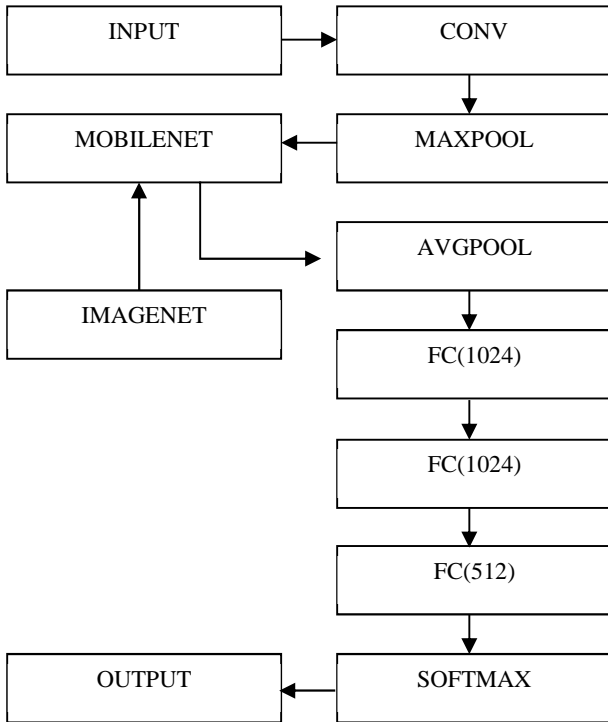 INPUT
CONV
MOBILENET
MAXPOOL
AVGPOOL
IMAGENET
FC(1024)
FC(1024)
FC(512)
OUTPUT
SOFTMAX